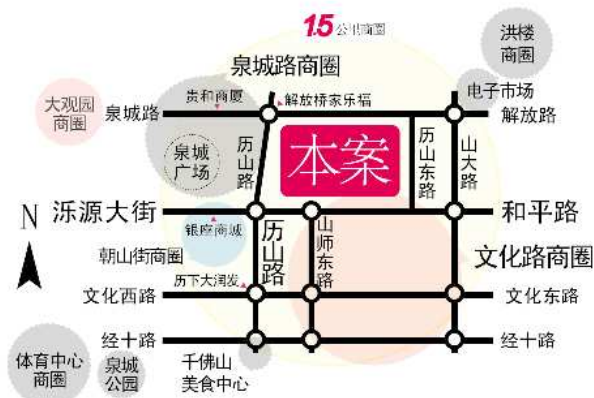 1.5公里商圈
洪楼
商圈
泉城路商圈
电子市场
大观园
商圈
贵和商厦
解放桥家乐福
泉城路
解放路
泉城
广场
历山路
本案
历山东路
山大路
N
泺源大街
和平路
银座商城
历山路
山师东路
朝山街商圈
文化路商圈
历下大润发
文化西路
文化东路
经十路
经十路
体育中心
商圈
泉城
公园
千佛山
美食中心